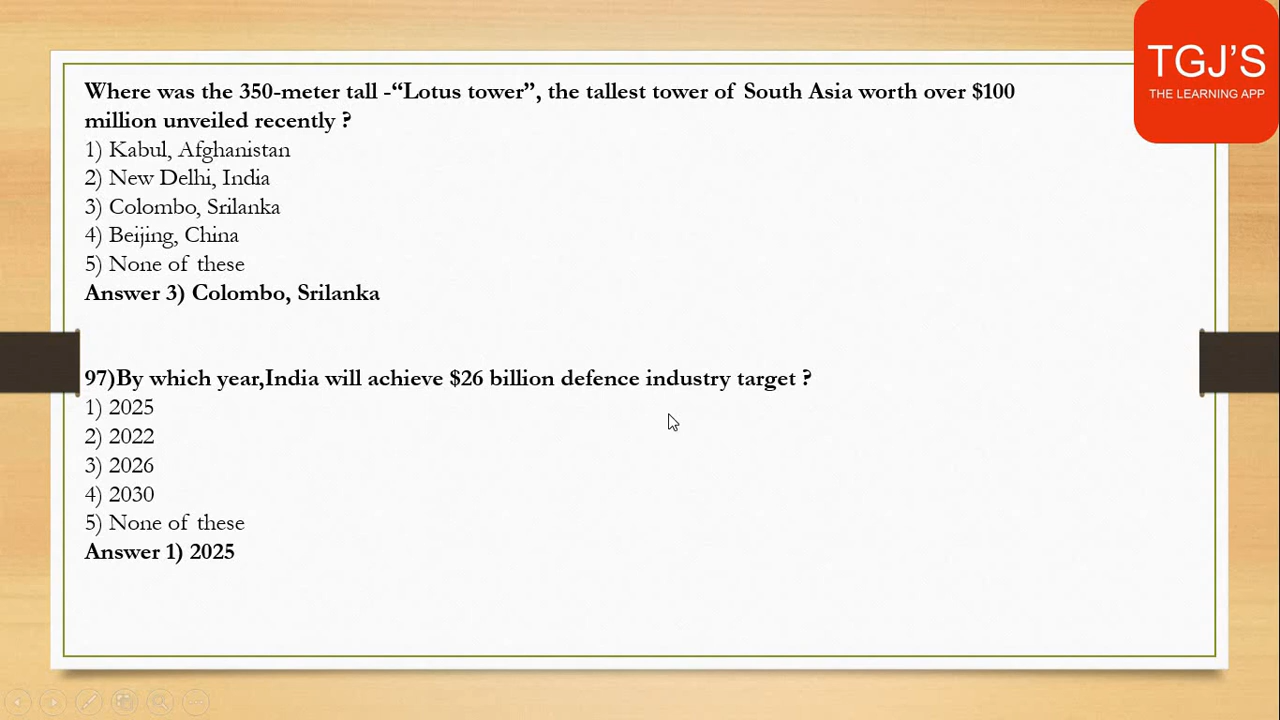 TGJ'S
THE LEARNING APP
Where was the 350-meter tall -“Lotus tower”, the tallest tower of South Asia worth over $100
million unveiled recently ?
1) Kabul, Afghanistan
2) New Delhi, India
3) Colombo, Srilanka
4) Beijing, China
5) None of these
Answer 3) Colombo, Srilanka
97)By which year,India will achieve $26 billion defence industry target ?
1) 2025
2) 2022
3) 2026
4) 2030
5) None of these
Answer 1) 2025